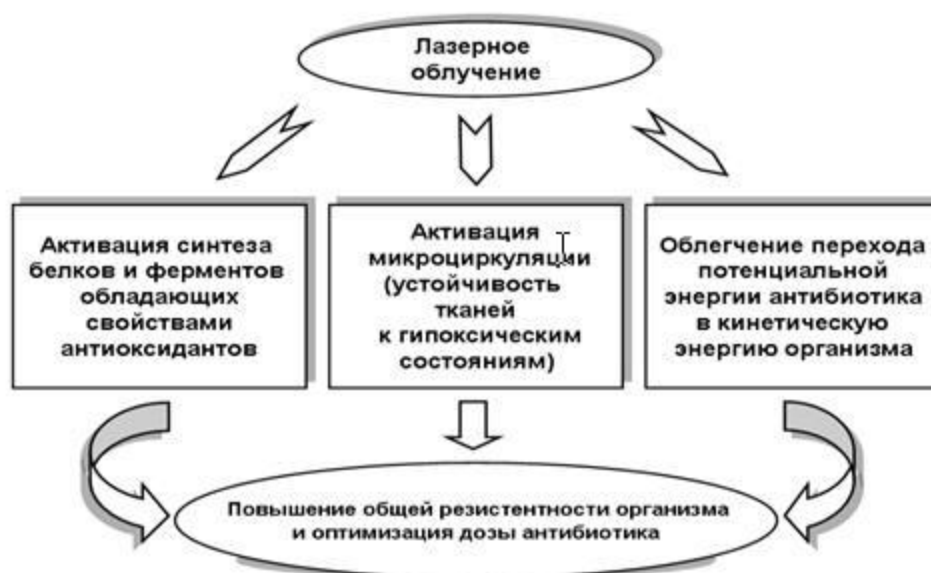 Лазерное
облучение
Активация синтеза
белков и ферментов
обладающих
свойствами
антиоксидантов
Активация
микроциркуляции
(устойчивость
тканей
к гипоксическим
состояниям)
Облегчение перехода
потенциальной
энергии антибиотика
в кинетическую
энергию организма
Повышение общей резистентности организма
и оптимизация дозы антибиотика